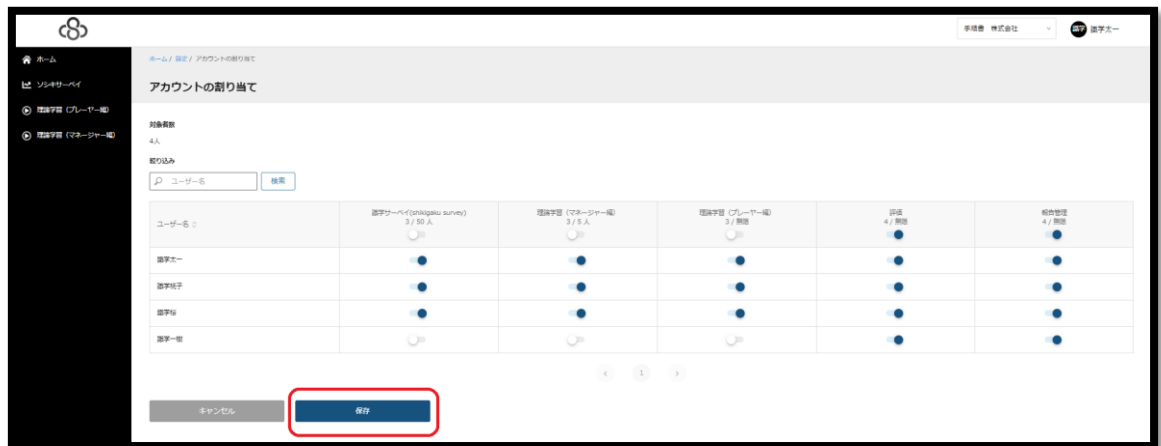 手順書 株式会社
識学 識学太一
ホーム
ソシキサーベイ
理論学習（プレーヤー編）
理論学習（マネージャー編）
ホーム / 設定 / アカウントの割り当て
アカウントの割り当て
対象者数
4人
絞り込み
ユーザー名 検索
ユーザー名 識学サーベイ(shikigaku survey) 理論学習（マネージャー編） 理論学習（プレーヤー編） 評価 報告管理
3 / 50 人 3 / 5 人 3 / 無限 4 / 無限 4 / 無限
識学太一
識学桃子
識学桜
識学一樹
< 1 >
キャンセル 保存